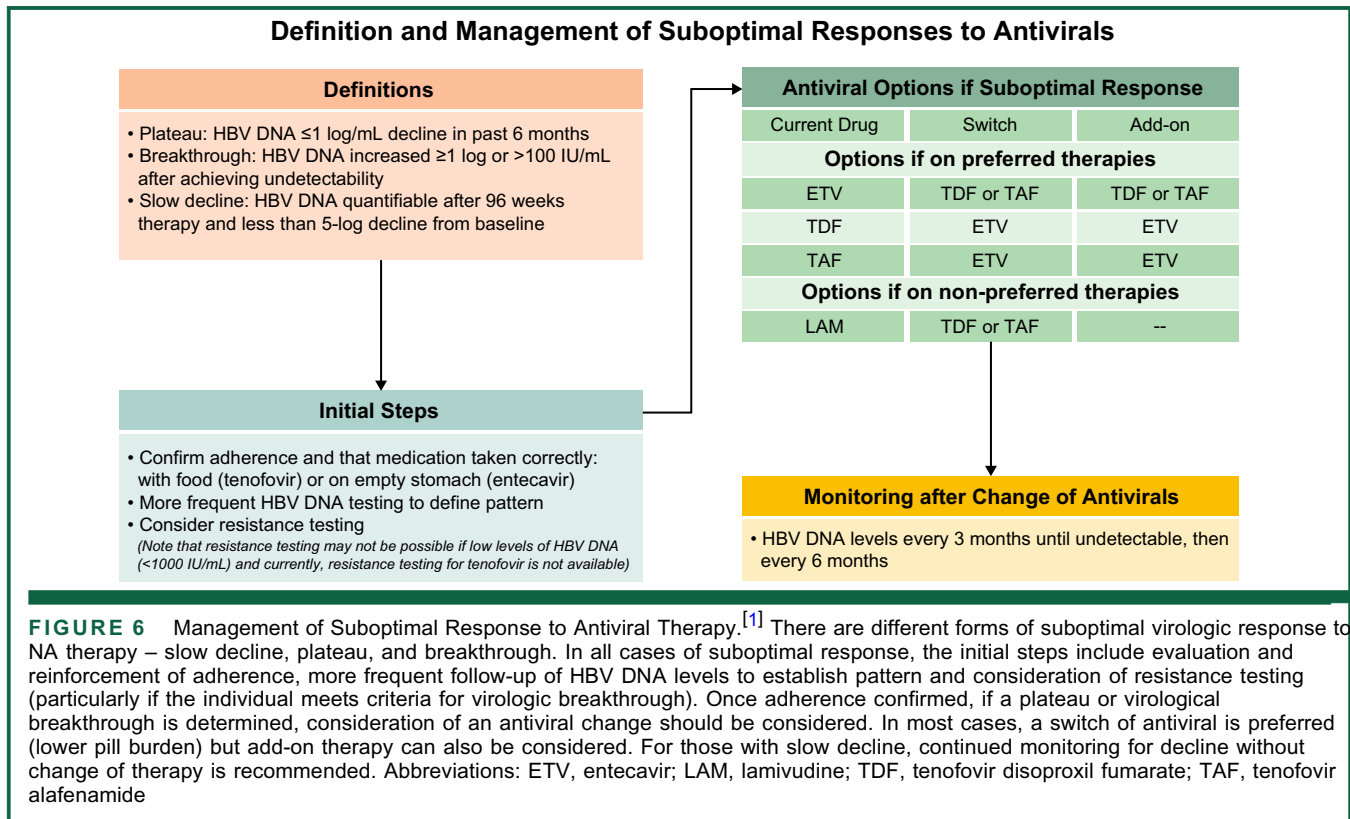 Definition and Management of Suboptimal Responses to Antivirals
Definitions
• Plateau: HBV DNA ≤1 log/mL decline in past 6 months
• Breakthrough: HBV DNA increased ≥1 log or >100 IU/mL
after achieving undetectability
• Slow decline: HBV DNA quantifiable after 96 weeks
therapy and less than 5-log decline from baseline
Initial Steps
• Confirm adherence and that medication taken correctly:
with food (tenofovir) or on empty stomach (entecavir)
• More frequent HBV DNA testing to define pattern
• Consider resistance testing
(Note that resistance testing may not be possible if low levels of HBV DNA
(<1000 IU/mL) and currently, resistance testing for tenofovir is not available)
Antiviral Options if Suboptimal Response
Current Drug Switch Add-on
Options if on preferred therapies
ETV TDF or TAF TDF or TAF
TDF ETV ETV
TAF ETV ETV
Options if on non-preferred therapies
LAM TDF or TAF --
Monitoring after Change of Antivirals
• HBV DNA levels every 3 months until undetectable, then
every 6 months
FIGURE 6 Management of Suboptimal Response to Antiviral Therapy.[1] There are different forms of suboptimal virologic response to
NA therapy – slow decline, plateau, and breakthrough. In all cases of suboptimal response, the initial steps include evaluation and
reinforcement of adherence, more frequent follow-up of HBV DNA levels to establish pattern and consideration of resistance testing
(particularly if the individual meets criteria for virologic breakthrough). Once adherence confirmed, if a plateau or virological
breakthrough is determined, consideration of an antiviral change should be considered. In most cases, a switch of antiviral is preferred
(lower pill burden) but add-on therapy can also be considered. For those with slow decline, continued monitoring for decline without
change of therapy is recommended. Abbreviations: ETV, entecavir; LAM, lamivudine; TDF, tenofovir disoproxil fumarate; TAF, tenofovir
alafenamide